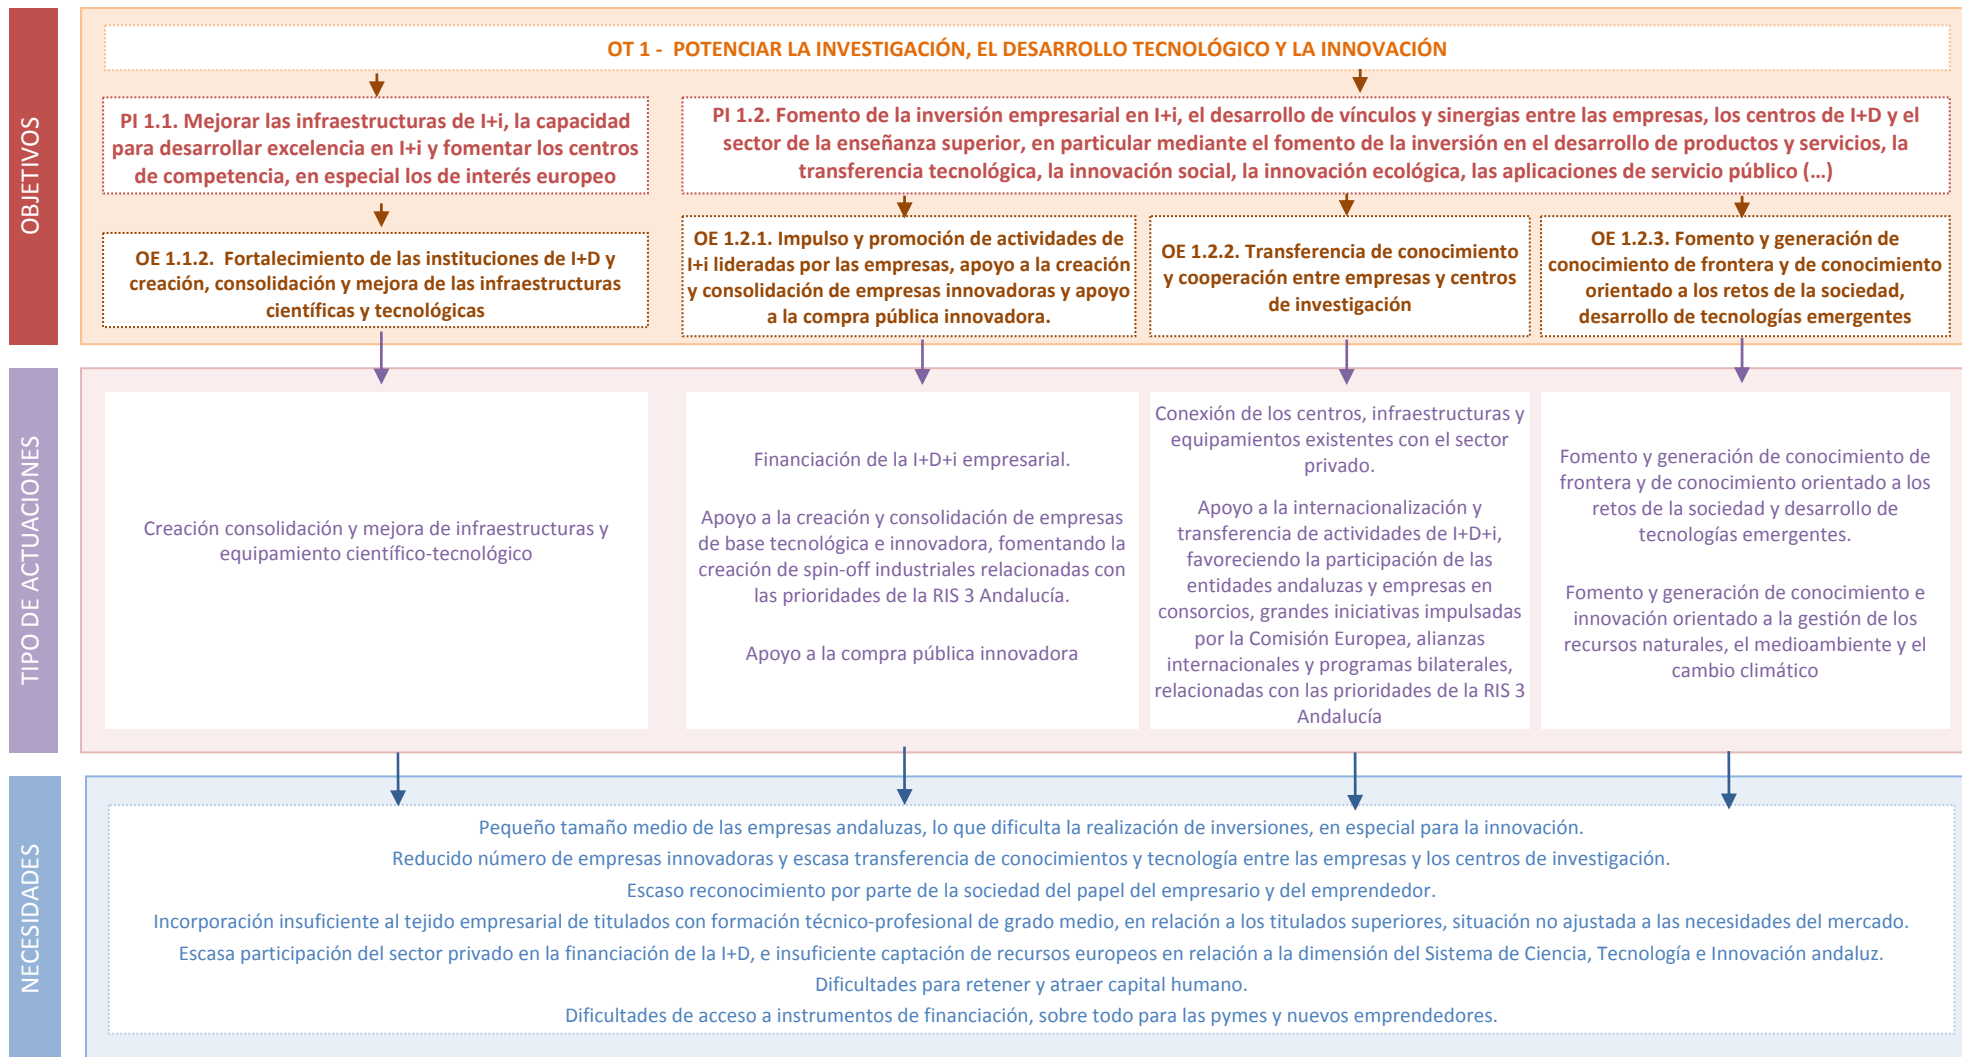 OBJETIVOS
OT 1 - POTENCIAR LA INVESTIGACIÓN, EL DESARROLLO TECNOLÓGICO Y LA INNOVACIÓN
PI 1.1. Mejorar las infraestructuras de I+i, la capacidad
para desarrollar excelencia en I+i y fomentar los centros
de competencia, en especial los de interés europeo
PI 1.2. Fomento de la inversión empresarial en I+i, el desarrollo de vínculos y sinergias entre las empresas, los centros de I+D y el
sector de la enseñanza superior, en particular mediante el fomento de la inversión en el desarrollo de productos y servicios, la
transferencia tecnológica, la innovación social, la innovación ecológica, las aplicaciones de servicio público (…)
OE 1.1.2. Fortalecimiento de las instituciones de I+D y
creación, consolidación y mejora de las infraestructuras
científicas y tecnológicas
OE 1.2.1. Impulso y promoción de actividades de
I+i lideradas por las empresas, apoyo a la creación
y consolidación de empresas innovadoras y apoyo
a la compra pública innovadora.
OE 1.2.2. Transferencia de conocimiento
y cooperación entre empresas y centros
de investigación
OE 1.2.3. Fomento y generación de
conocimiento de frontera y de conocimiento
orientado a los retos de la sociedad,
desarrollo de tecnologías emergentes
TIPO DE ACTUACIONES
Creación consolidación y mejora de infraestructuras y
equipamiento científico-tecnológico
Financiación de la I+D+i empresarial.
Apoyo a la creación y consolidación de empresas
de base tecnológica e innovadora, fomentando la
creación de spin-off industriales relacionadas con
las prioridades de la RIS 3 Andalucía.
Apoyo a la compra pública innovadora
Conexión de los centros, infraestructuras y
equipamientos existentes con el sector
privado.
Apoyo a la internacionalización y
transferencia de actividades de I+D+i,
favoreciendo la participación de las
entidades andaluzas y empresas en
consorcios, grandes iniciativas impulsadas
por la Comisión Europea, alianzas
internacionales y programas bilaterales,
relacionadas con las prioridades de la RIS 3
Andalucía
Fomento y generación de conocimiento de
frontera y de conocimiento orientado a los
retos de la sociedad y desarrollo de
tecnologías emergentes.
Fomento y generación de conocimiento e
innovación orientado a la gestión de los
recursos naturales, el medioambiente y el
cambio climático
NECESIDADES
Pequeño tamaño medio de las empresas andaluzas, lo que dificulta la realización de inversiones, en especial para la innovación.
Reducido número de empresas innovadoras y escasa transferencia de conocimientos y tecnología entre las empresas y los centros de investigación.
Escaso reconocimiento por parte de la sociedad del papel del empresario y del emprendedor.
Incorporación insuficiente al tejido empresarial de titulados con formación técnico-profesional de grado medio, en relación a los titulados superiores, situación no ajustada a las necesidades del mercado.
Escasa participación del sector privado en la financiación de la I+D, e insuficiente captación de recursos europeos en relación a la dimensión del Sistema de Ciencia, Tecnología e Innovación andaluz.
Dificultades para retener y atraer capital humano.
Dificultades de acceso a instrumentos de financiación, sobre todo para las pymes y nuevos emprendedores.